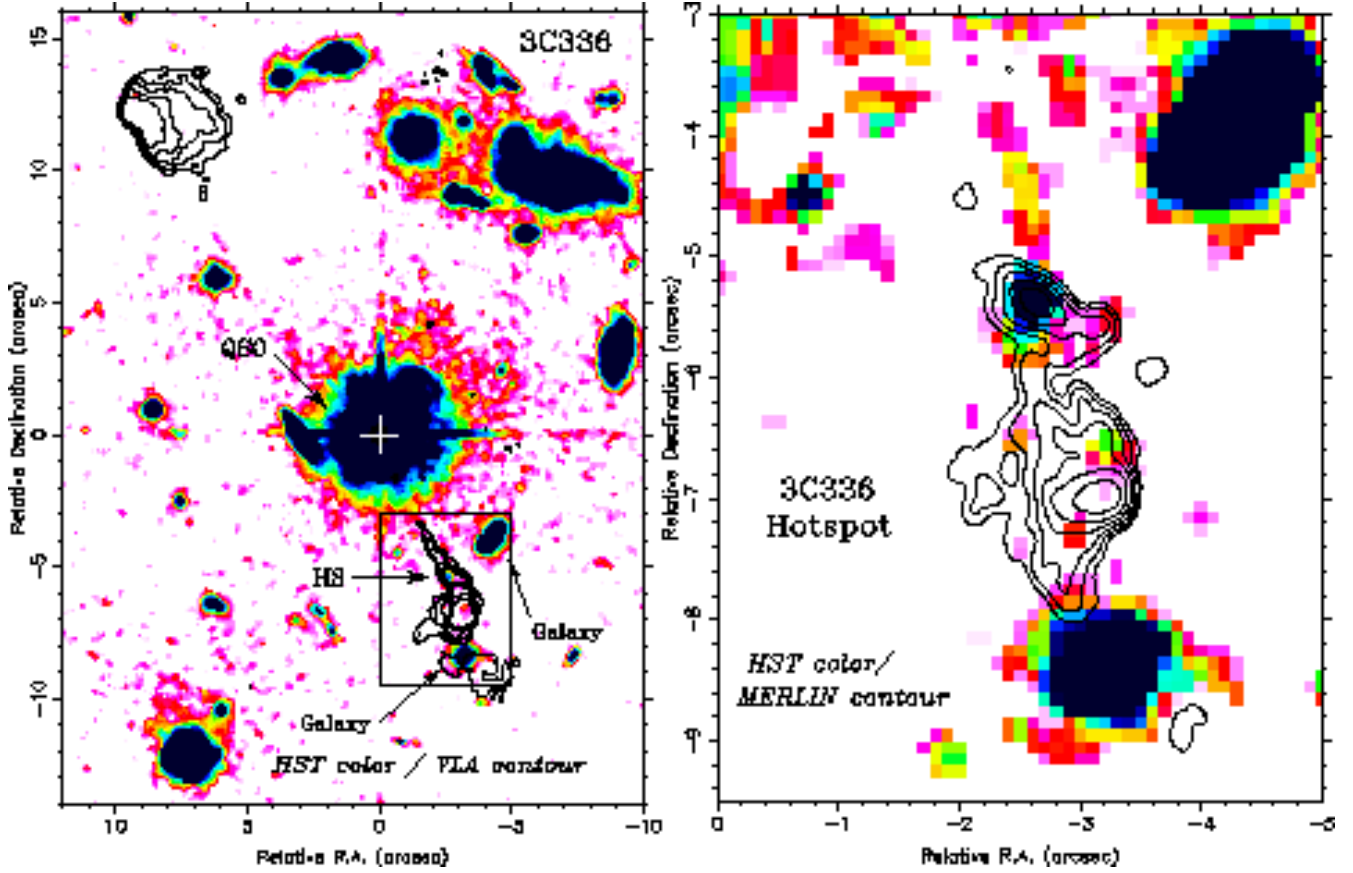 3C336
QSO
HS
Galaxy
Galaxy
HST color / VLA contour
15
10
5
0
-5
-10
10
5
0
-5
-10
Relative Declination (arcsec)
Relative R.A. (arcsec)
3C336
Hotspot
HST color/
MERLIN contour
-3
-4
-5
-6
-7
-8
-9
0
-1
-2
-3
-4
-5
Relative Declination (arcsec)
Relative R.A. (arcsec)